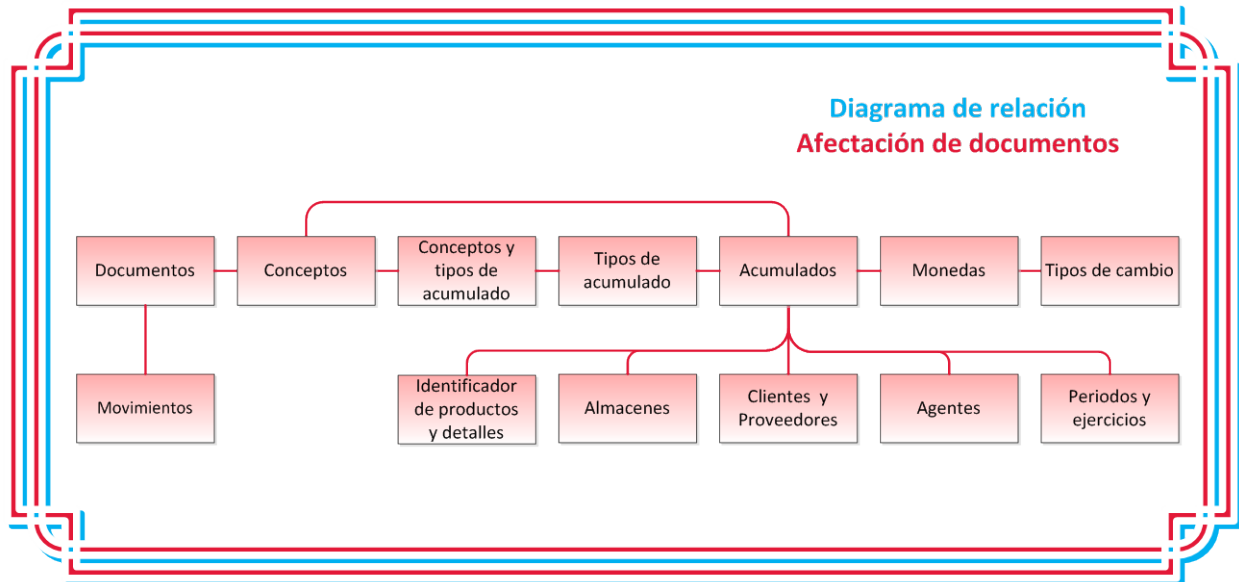 Diagrama de relación
Afectación de documentos
Documentos
Conceptos
Conceptos y
tipos de
acumulado
Tipos de
acumulado
Acumulados
Monedas
Tipos de cambio
Movimientos
Identificador
de productos
y detalles
Almacenes
Clientes y
Proveedores
Agentes
Periodos y
ejercicios